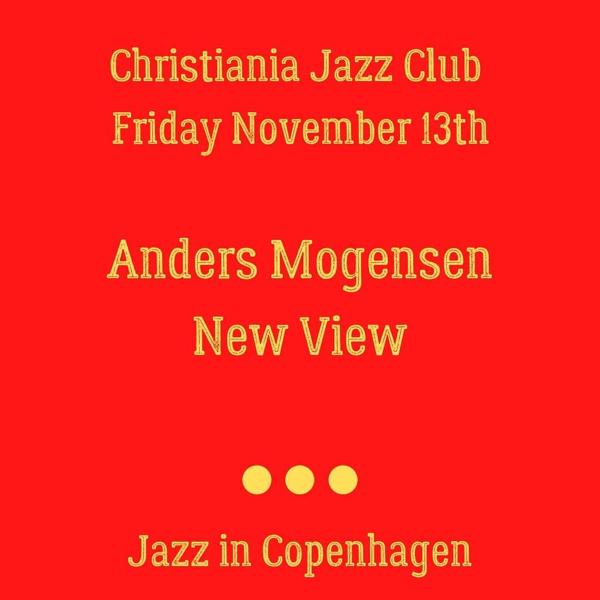 Christiania Jazz Club
Friday November 13th
Anders Mogensen
New View
Jazz in Copenhagen